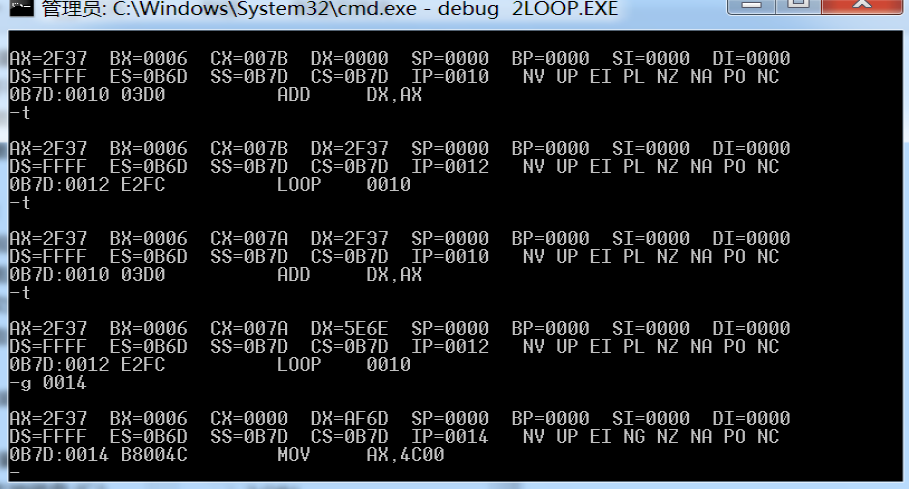 管理员: C:\Windows\System32\cmd.exe - debug  2LOOP.EXE
AX=2F37  BX=0006  CX=007B  DX=0000  SP=0000  BP=0000  SI=0000  DI=0000
DS=FFFF  ES=0B6D  SS=0B7D  CS=0B7D  IP=0010   NV UP EI PL NZ NA PO NC
0B7D:0010 03D0          ADD     DX,AX
-t
AX=2F37  BX=0006  CX=007B  DX=2F37  SP=0000  BP=0000  SI=0000  DI=0000
DS=FFFF  ES=0B6D  SS=0B7D  CS=0B7D  IP=0012   NV UP EI PL NZ NA PO NC
0B7D:0012 E2FC          LOOP    0010
-t
AX=2F37  BX=0006  CX=007A  DX=2F37  SP=0000  BP=0000  SI=0000  DI=0000
DS=FFFF  ES=0B6D  SS=0B7D  CS=0B7D  IP=0010   NV UP EI PL NZ NA PO NC
0B7D:0010 03D0          ADD     DX,AX
-t
AX=2F37  BX=0006  CX=007A  DX=5E6E  SP=0000  BP=0000  SI=0000  DI=0000
DS=FFFF  ES=0B6D  SS=0B7D  CS=0B7D  IP=0012   NV UP EI PL NZ NA PO NC
0B7D:0012 E2FC          LOOP    0010
-g 0014
AX=2F37  BX=0006  CX=0000  DX=AF6D  SP=0000  BP=0000  SI=0000  DI=0000
DS=FFFF  ES=0B6D  SS=0B7D  CS=0B7D  IP=0014   NV UP EI NG NZ NA PO NC
0B7D:0014 B8004C        MOV     AX,4C00
-